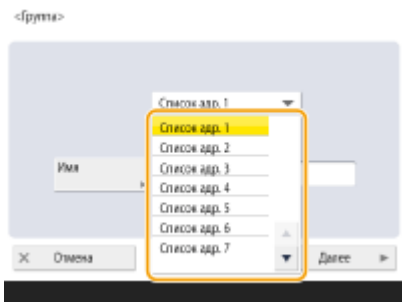 <Группа>
Список адр. 1
Список адр. 1
Список адр. 2
Имя
Список адр. 3
Список адр. 4
Список адр. 5
Список адр. 6
Список адр. 7
Отмена
Далее